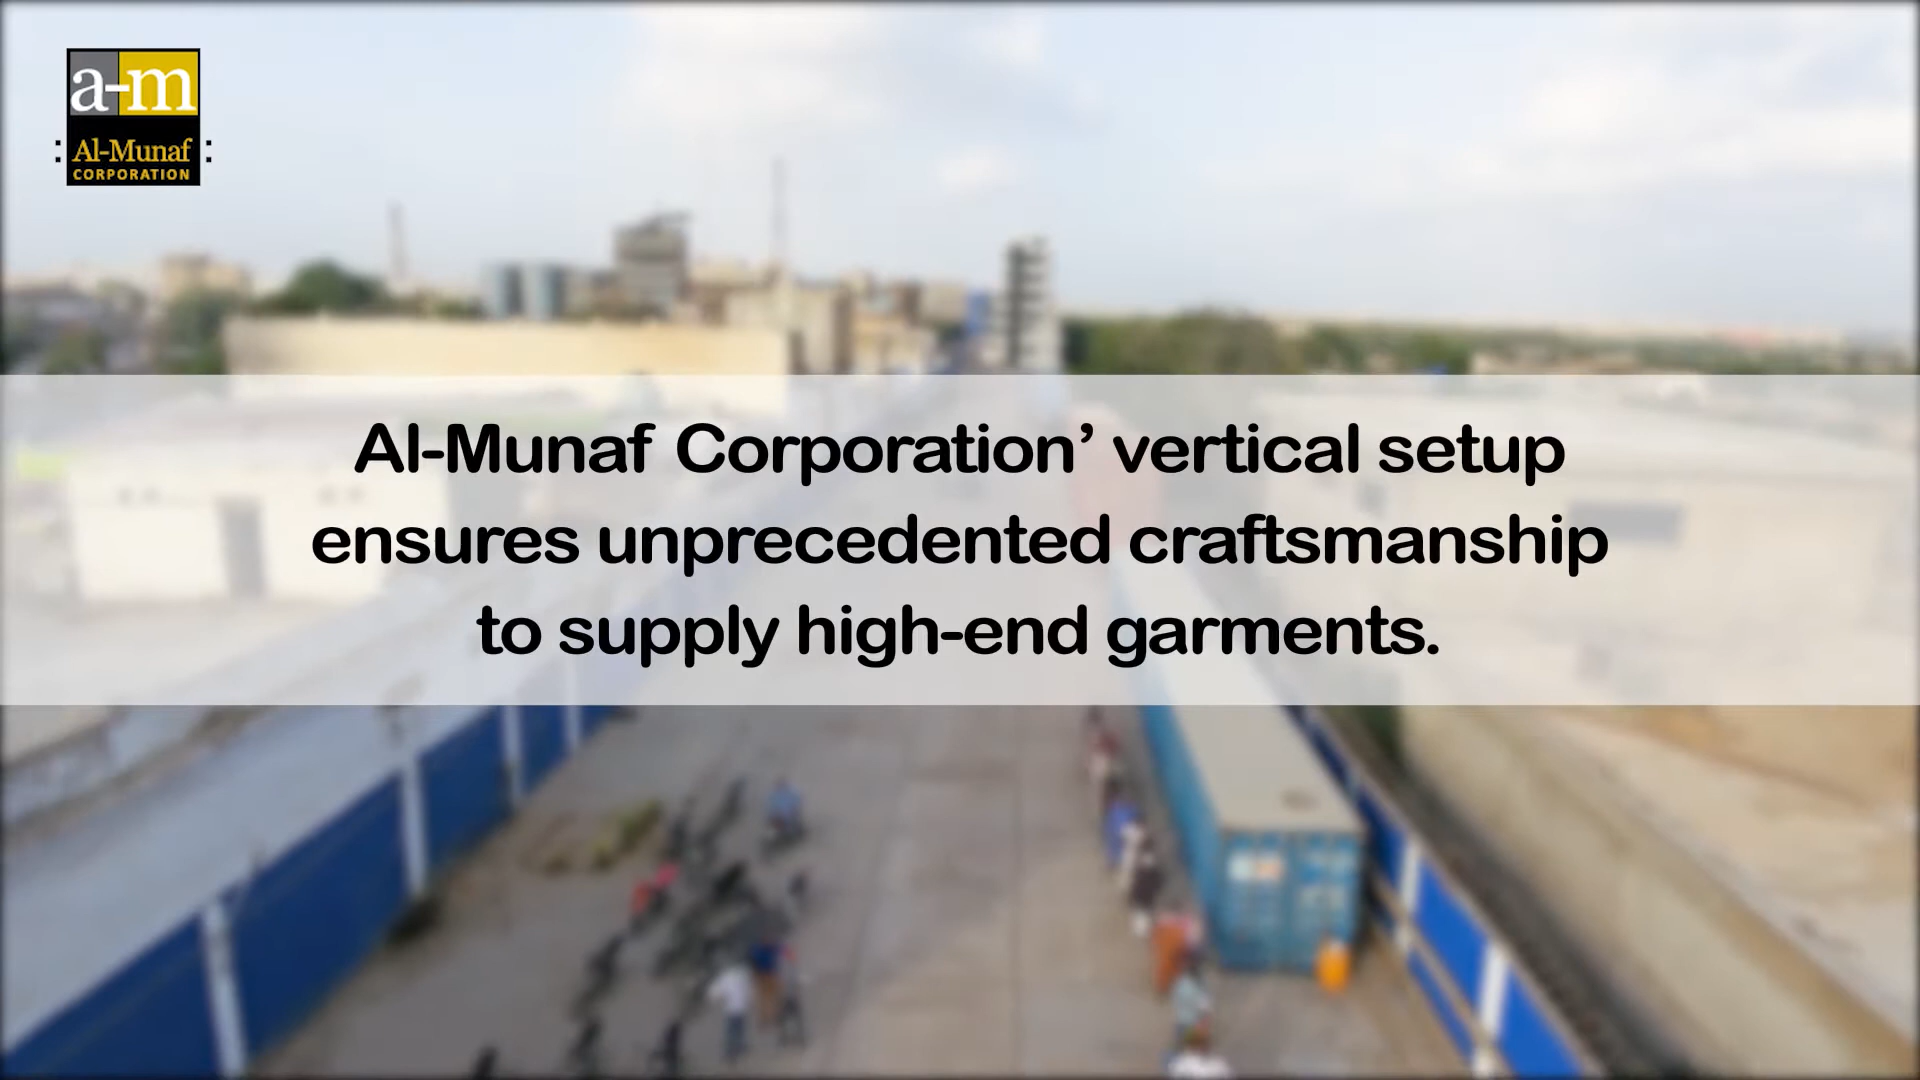 a-m
: Al-Munaf :
CORPORATION
Al-Munaf Corporation’ vertical setup
ensures unprecedented craftsmanship
to supply high-end garments.